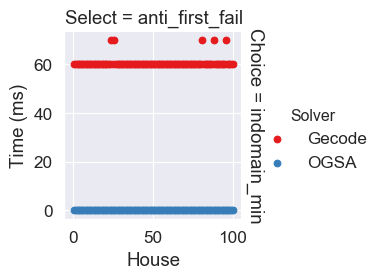 Select = anti_first_fail
Choice = indomain_min
Time (ms)
60
40
20
0
0 50 100
House
Solver
Gecode
OGSA